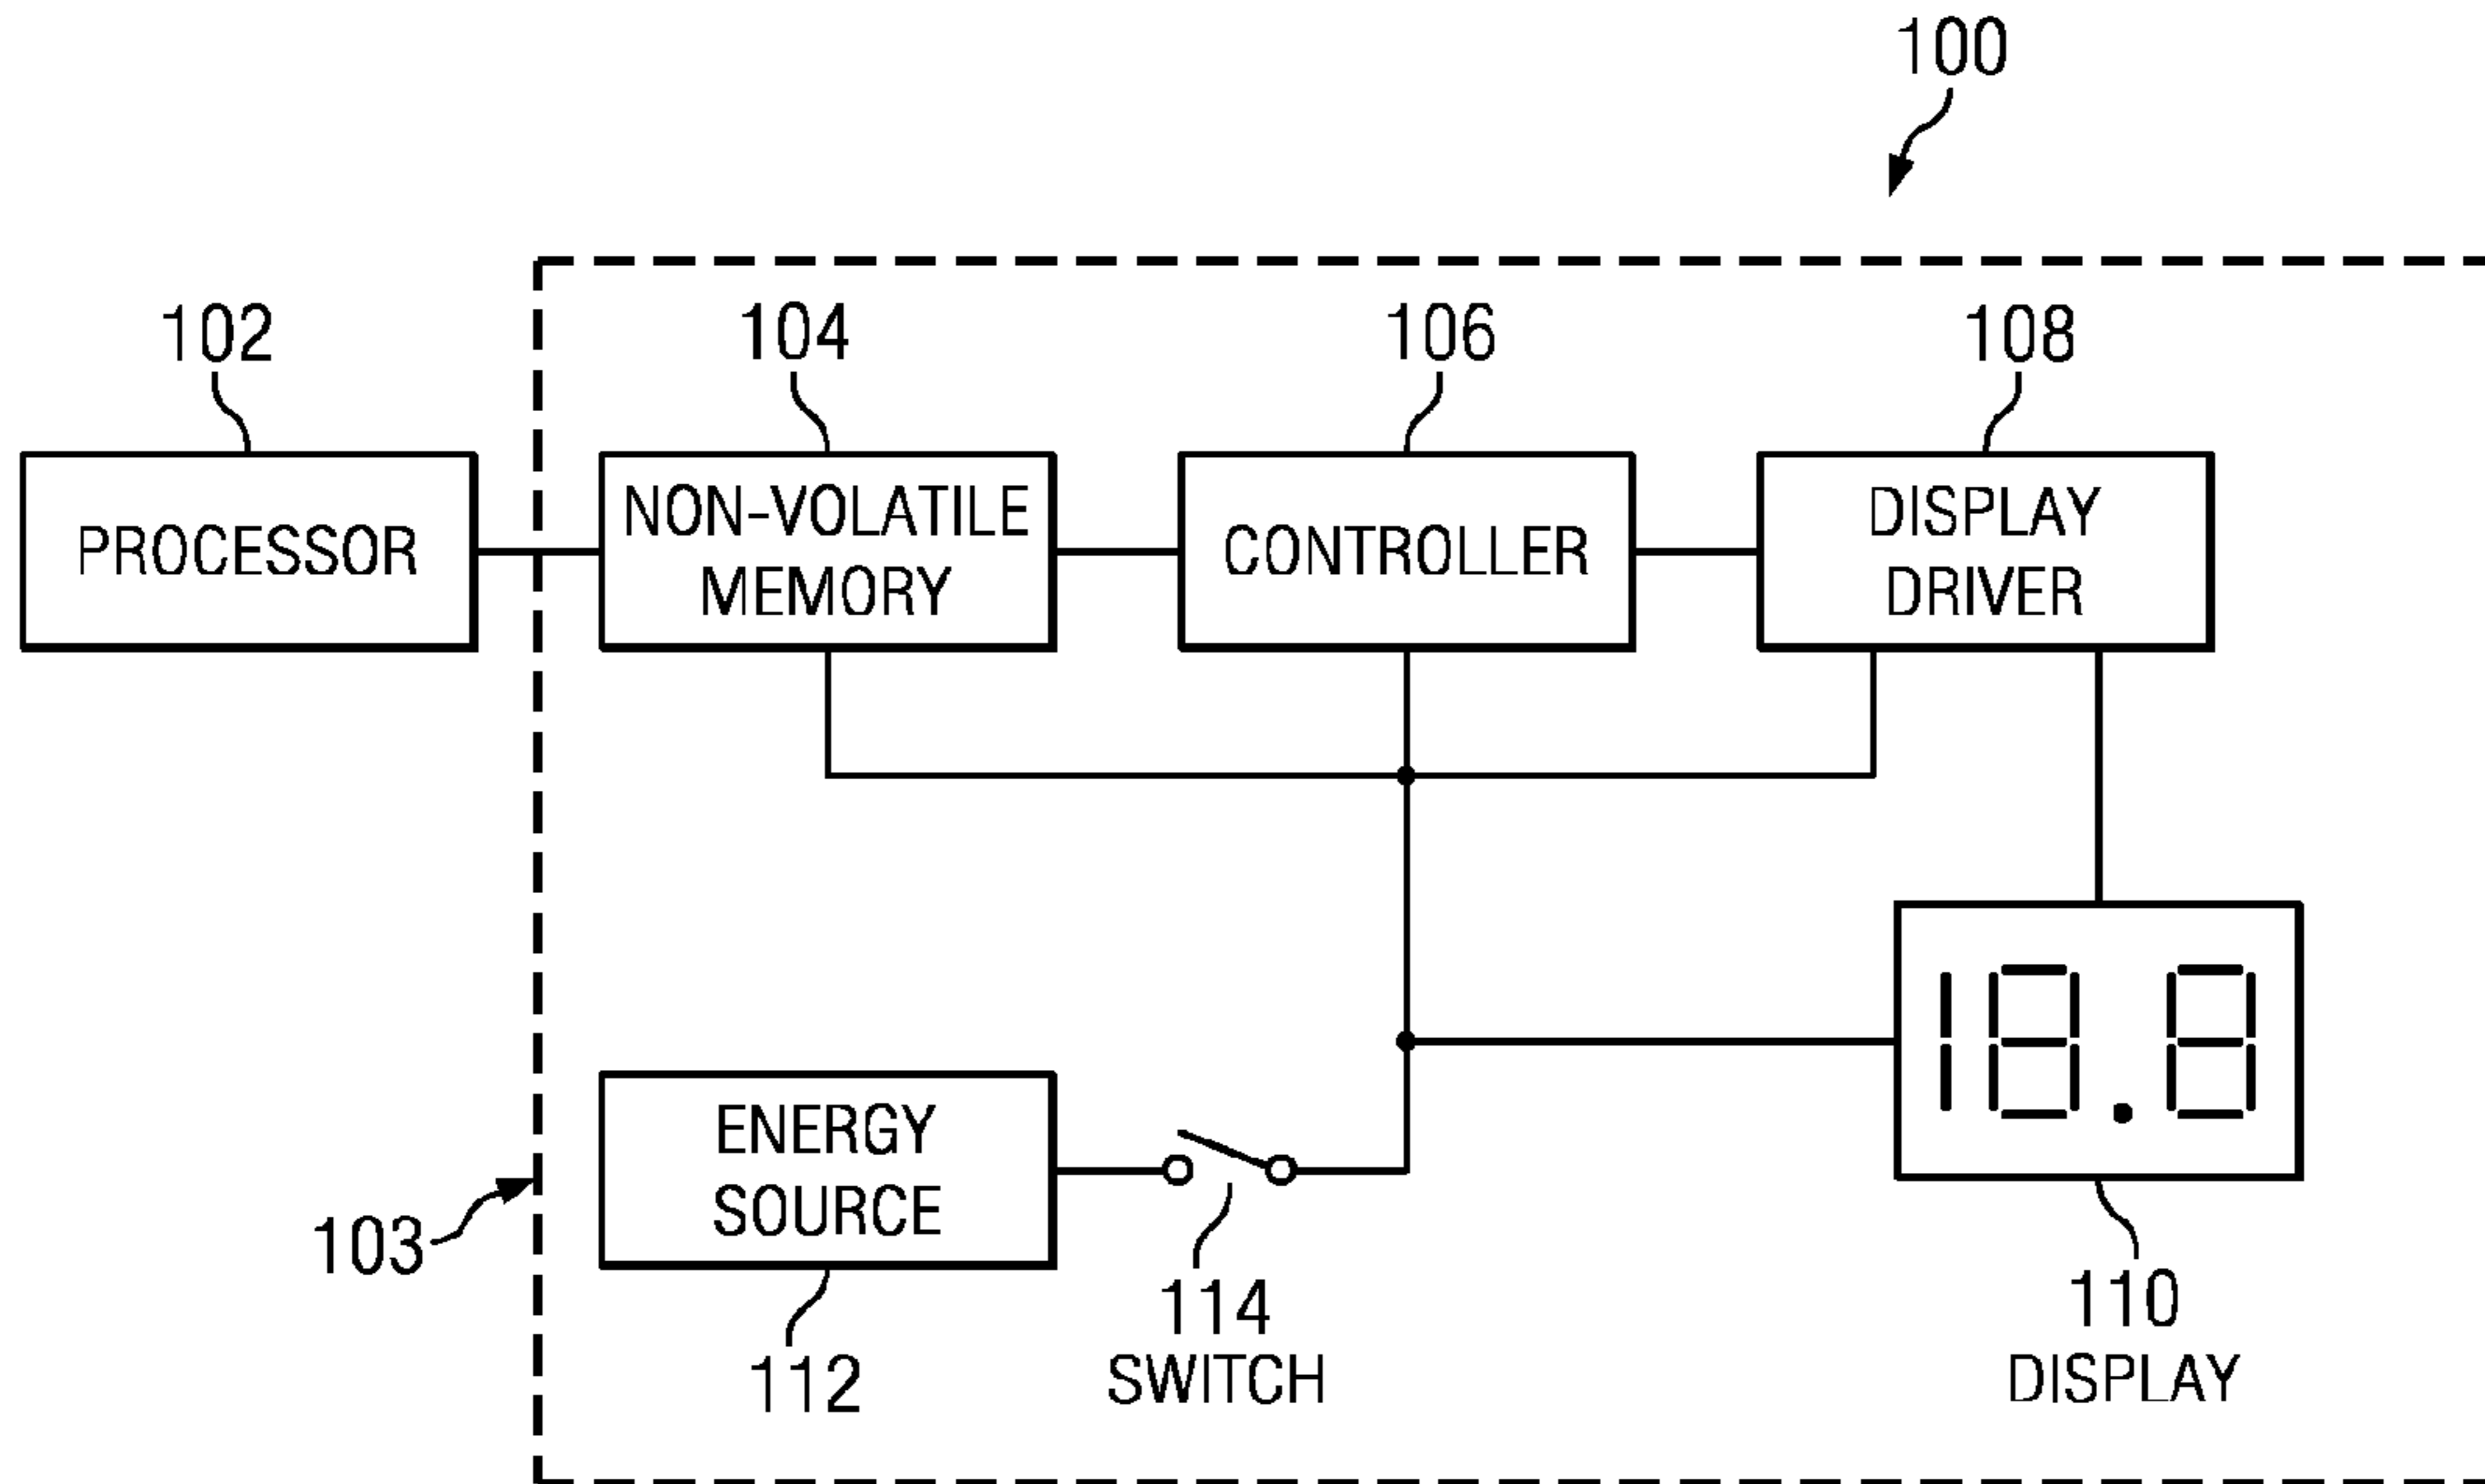 100
102
104
106
108
PROCESSOR
NON-VOLATILE
MEMORY
CONTROLLER
DISPLAY
DRIVER
18.8
ENERGY
SOURCE
103
112
114
SWITCH
110
DISPLAY